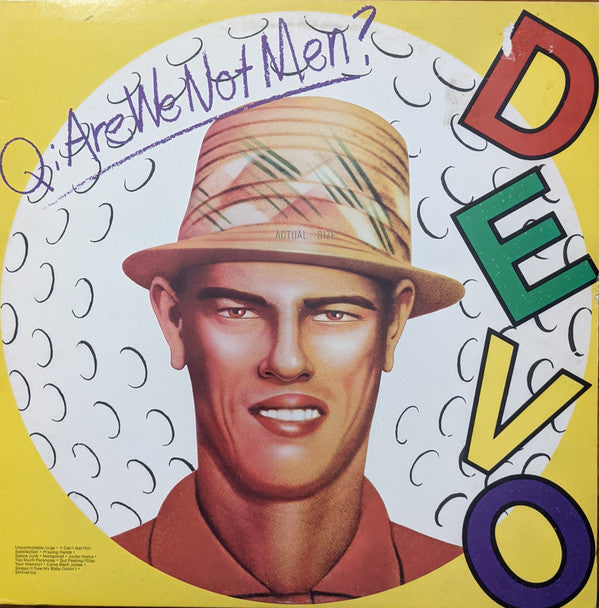 Q: Are We Not Men?
DEVO
ACTUAL SIZE
Uncontrollable Urge • (I Can't Get No)
Satisfaction • Praying Hands •
Space Junk • Mongoloid • Jocko Homo •
Too Much Paranoias • Gut Feeling (Slap
Your Mammy) • Come Back Jonee •
Sloppy (I Saw My Baby Gettin') •
Shrivel-Up